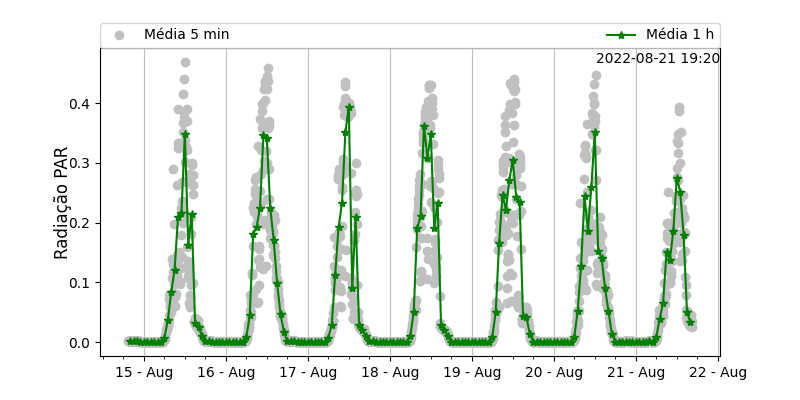 Média 5 min
Média 1 h
2022-08-21 19:20
Radiação PAR
0.4
0.3
0.2
0.1
0.0
15 - Aug
16 - Aug
17 - Aug
18 - Aug
19 - Aug
20 - Aug
21 - Aug
22 - Aug